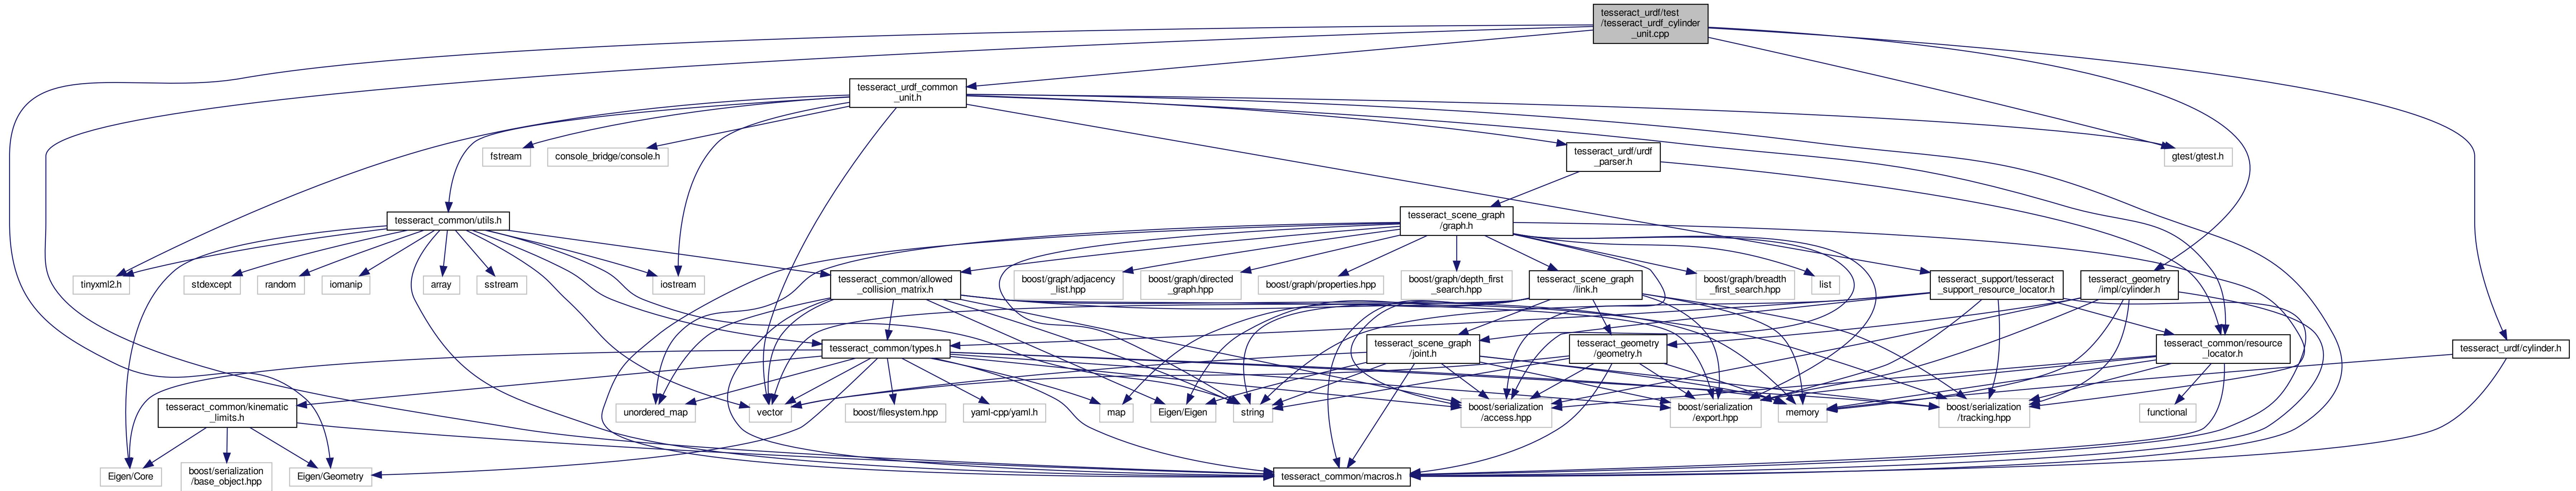 tesseract_urdf/test
/tesseract_urdf_cylinder
_unit.cpp
tesseract_urdf_common
_unit.h
fstream
console_bridge/console.h
tesseract_urdf/urdf
_parser.h
gtest/gtest.h
tesseract_common/utils.h
tesseract_scene_graph
/graph.h
tinyxml2.h
stdexcept
random
iomanip
array
sstream
iostream
tesseract_common/allowed
_collision_matrix.h
boost/graph/adjacency
_list.hpp
boost/graph/directed
_graph.hpp
boost/graph/properties.hpp
boost/graph/depth_first
_search.hpp
tesseract_scene_graph
/link.h
boost/graph/breadth
_first_search.hpp
list
tesseract_support/tesseract
_support_resource_locator.h
tesseract_geometry
/impl/cylinder.h
tesseract_common/types.h
tesseract_scene_graph
/joint.h
tesseract_geometry
/geometry.h
tesseract_common/resource
_locator.h
tesseract_urdf/cylinder.h
tesseract_common/kinematic
_limits.h
unordered_map
vector
boost/filesystem.hpp
yaml-cpp/yaml.h
map
Eigen/Eigen
string
boost/serialization
/access.hpp
boost/serialization
/export.hpp
memory
boost/serialization
/tracking.hpp
functional
Eigen/Core
boost/serialization
/base_object.hpp
Eigen/Geometry
tesseract_common/macros.h